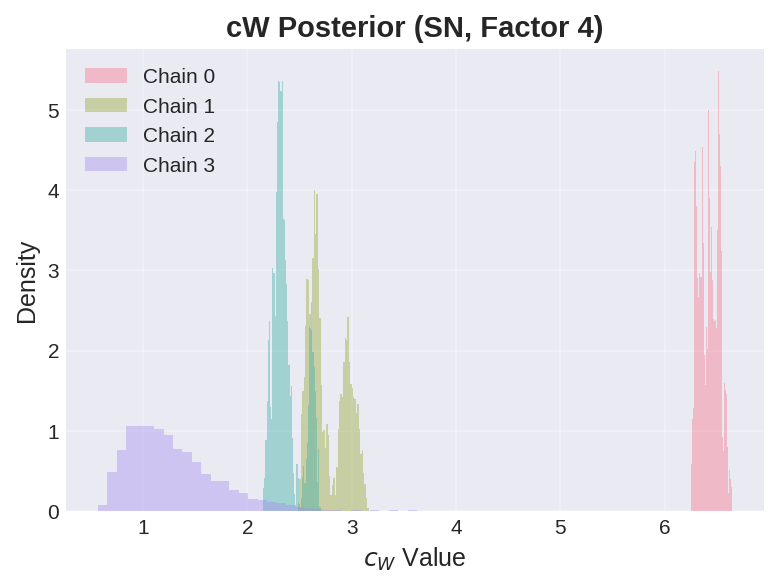 cW Posterior (SN, Factor 4)
Chain 0
Chain 1
Chain 2
Chain 3
5
4
3
2
1
0
Density
1 2 3 4 5 6
c_W Value